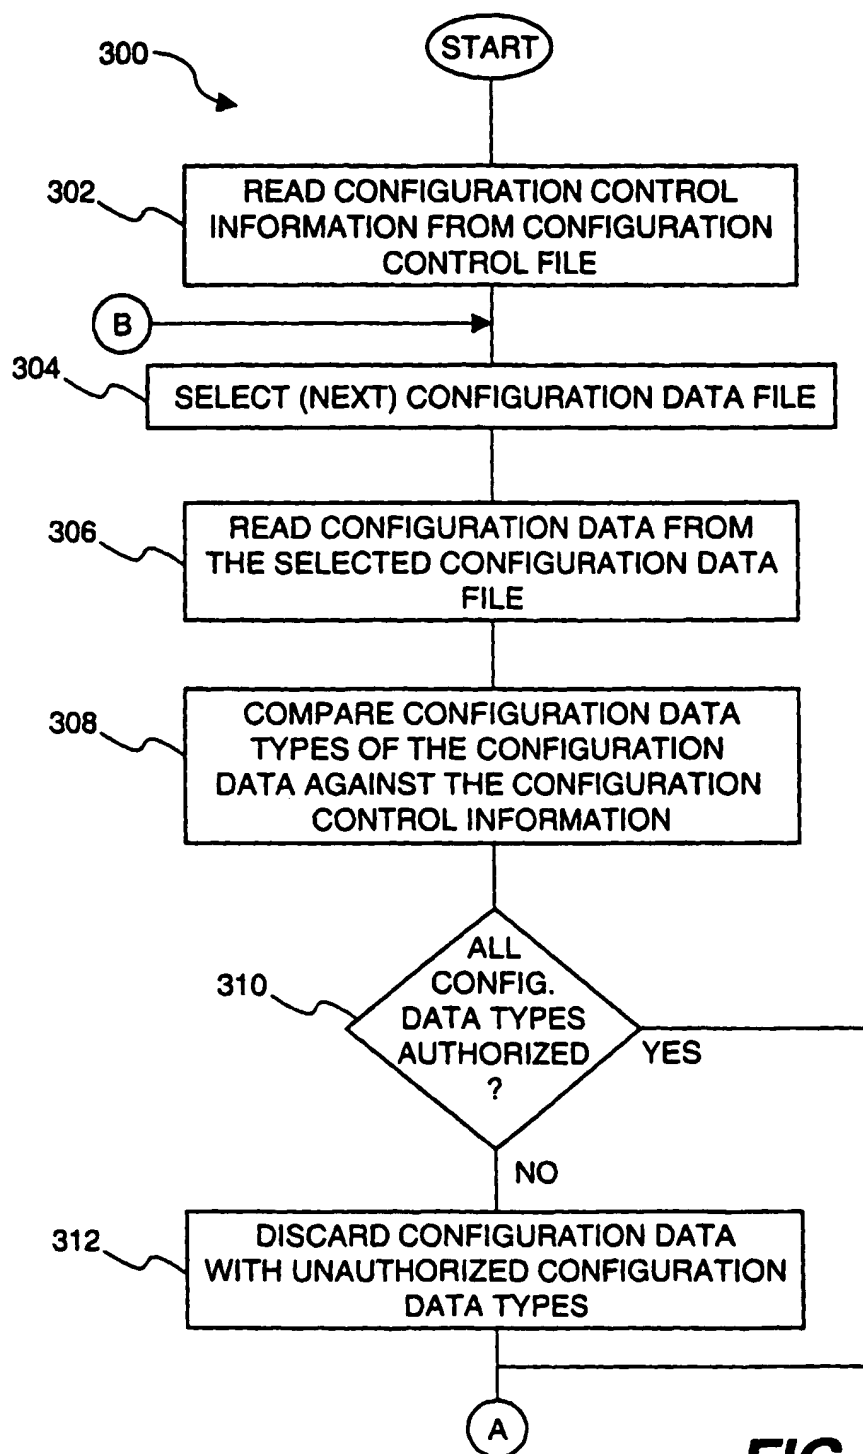 START
300
302
READ CONFIGURATION CONTROL
INFORMATION FROM CONFIGURATION
CONTROL FILE
B
304
SELECT (NEXT) CONFIGURATION DATA FILE
306
READ CONFIGURATION DATA FROM
THE SELECTED CONFIGURATION DATA
FILE
308
COMPARE CONFIGURATION DATA
TYPES OF THE CONFIGURATION
DATA AGAINST THE CONFIGURATION
CONTROL INFORMATION
310
ALL
CONFIG.
DATA TYPES
AUTHORIZED
?
YES
NO
312
DISCARD CONFIGURATION DATA
WITH UNAUTHORIZED CONFIGURATION
DATA TYPES
A
FIG